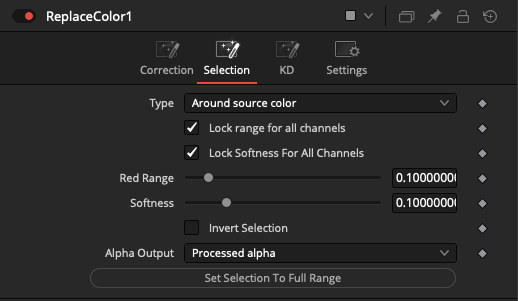 ReplaceColor1
Correction Selection KD Settings
Type Around source color
Lock range for all channels
Lock Softness For All Channels
Red Range 0.10000000
Softness 0.1000000
Invert Selection
Alpha Output Processed alpha
Set Selection To Full Range